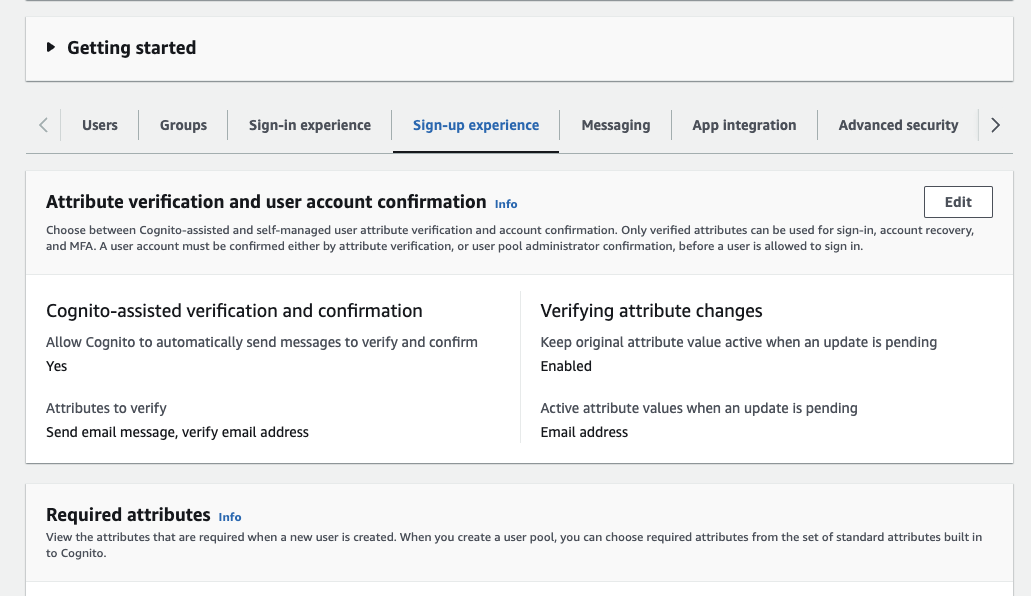 Getting started
Users
Groups
Sign-in experience
Sign-up experience
Messaging
App integration
Advanced security
Attribute verification and user account confirmation Info
Edit
Choose between Cognito-assisted and self-managed user attribute verification and account confirmation. Only verified attributes can be used for sign-in, account recovery,
and MFA. A user account must be confirmed either by attribute verification, or user pool administrator confirmation, before a user is allowed to sign in.
Cognito-assisted verification and confirmation
Allow Cognito to automatically send messages to verify and confirm
Yes
Attributes to verify
Send email message, verify email address
Verifying attribute changes
Keep original attribute value active when an update is pending
Enabled
Active attribute values when an update is pending
Email address
Required attributes Info
View the attributes that are required when a new user is created. When you create a user pool, you can choose required attributes from the set of standard attributes built in
to Cognito.